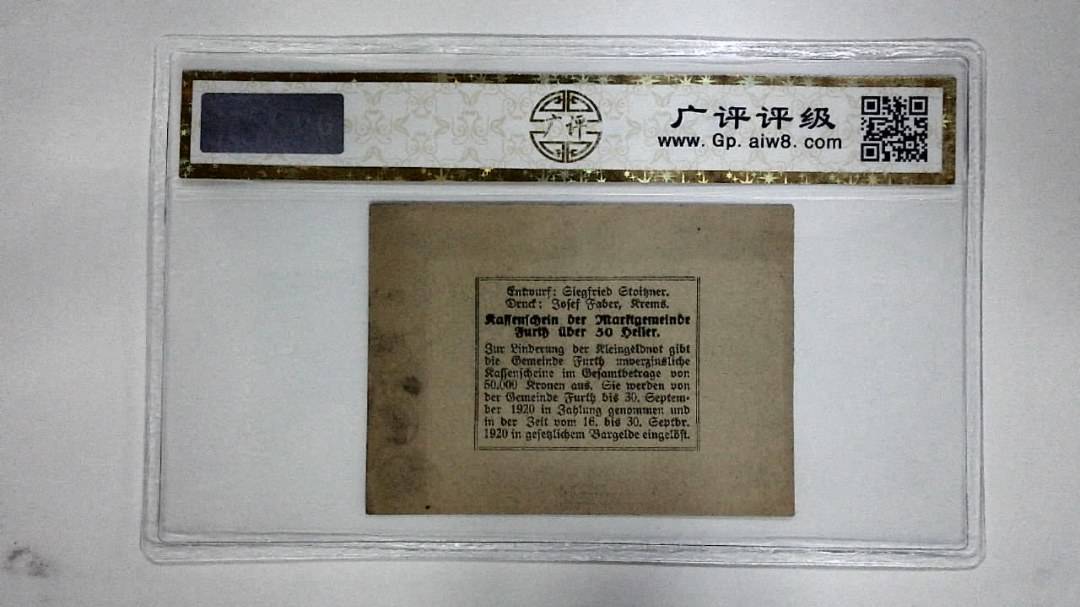 广评
广评评级
www. Gp. aiw8. com
Entwurf: Siegfried Stoitzner.
Druck: Josef Faber, Krems.
Kassenschein der Marktgemeinde
Furth über 50 Heller.
Zur Linderung der Kleingeldnot gibt
die Gemeinde Furth unverzinsliche
Kassenscheine im Gesamtbetrage von
50.000 Kronen aus. Sie werden von
der Gemeinde Furth bis 30. Septem-
ber 1920 in Zahlung genommen und
in der Zeit vom 16. bis 30. Septbr.
1920 in gesetzlichem Bargelde eingelöst.